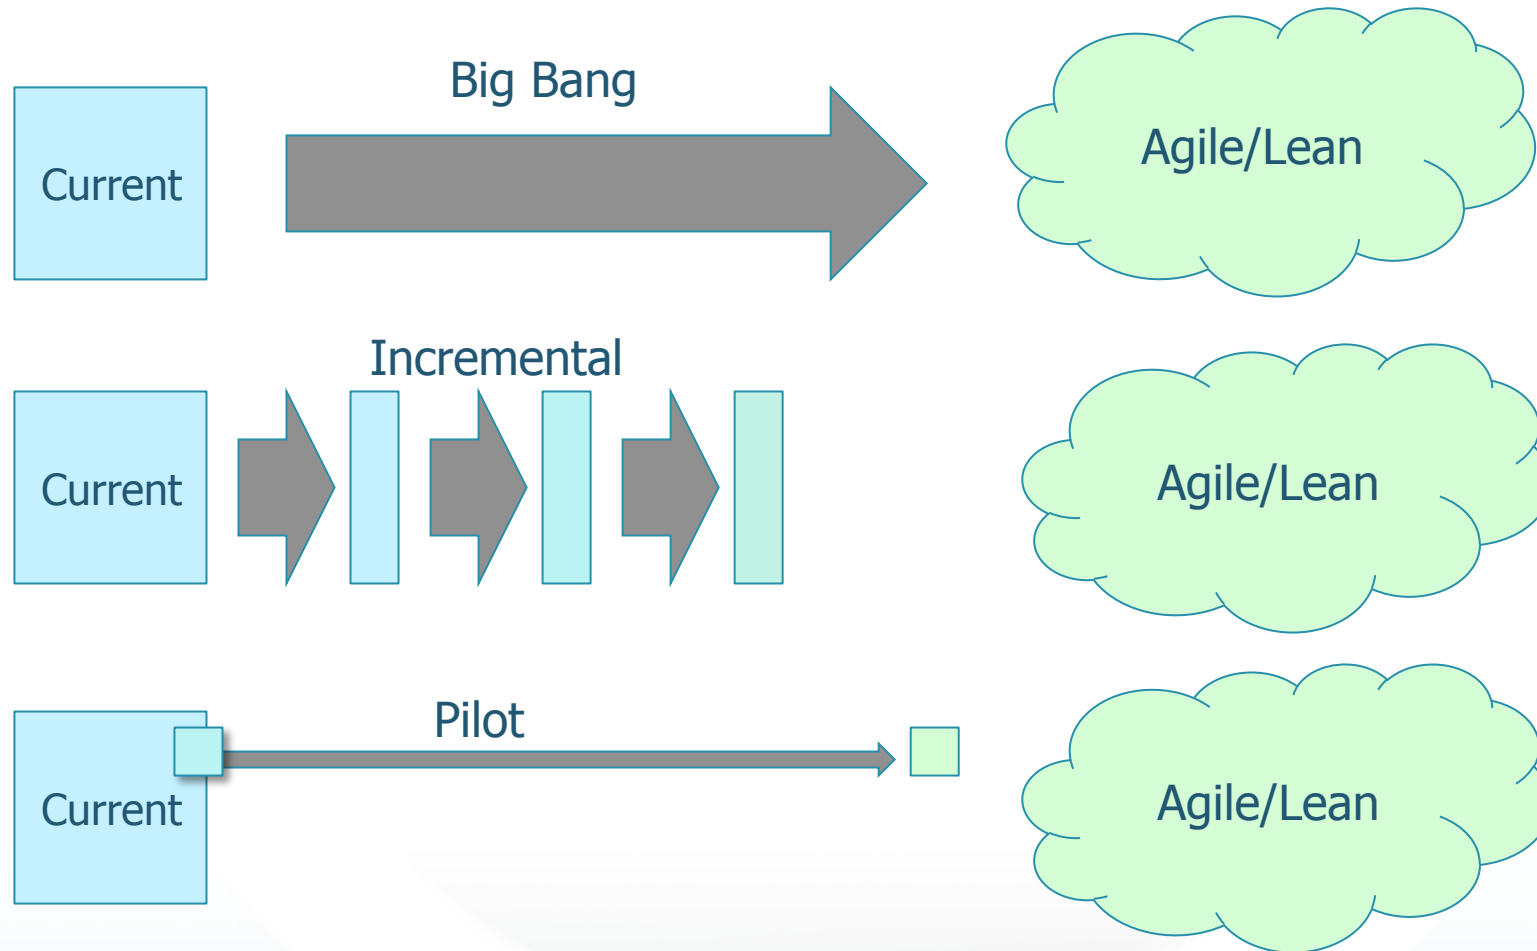 Big Bang
Current
Agile/Lean
Incremental
Current
Agile/Lean
Pilot
Current
Agile/Lean